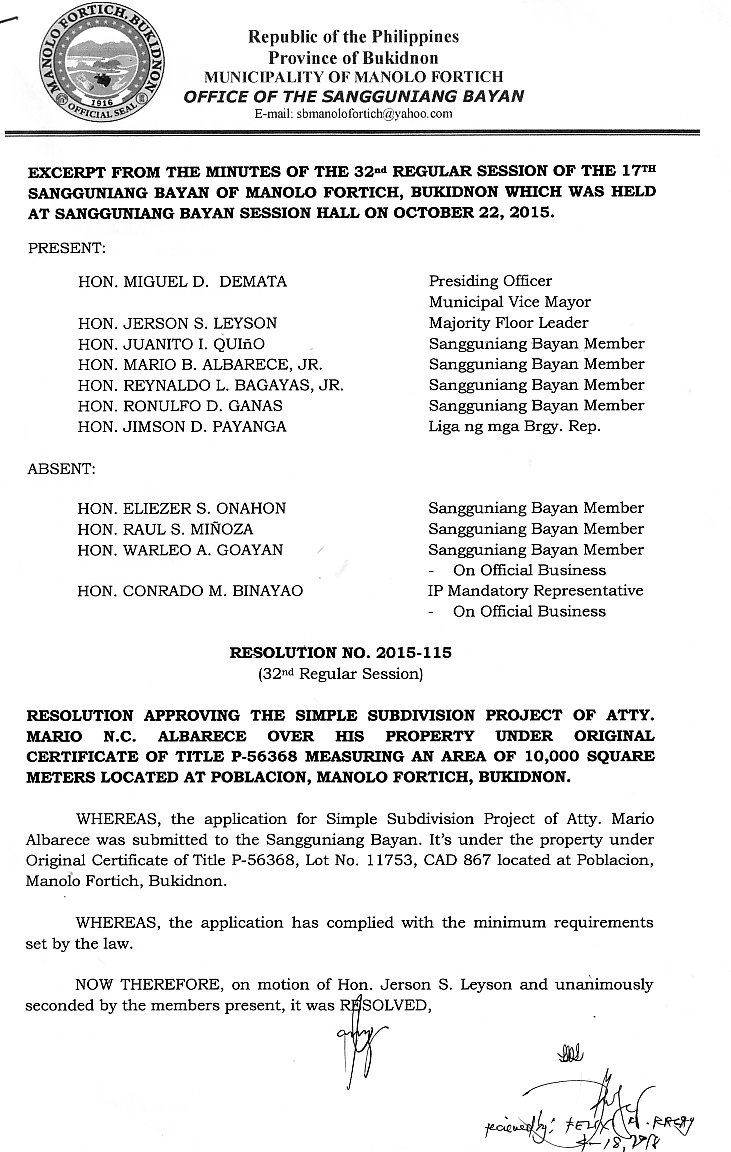 MANOLO FORTICH, BUKIDNON
1916
OFFICIAL SEAL
Republic of the Philippines
Province of Bukidnon
MUNICIPALITY OF MANOLO FORTICH
OFFICE OF THE SANGGUNIANG BAYAN
E-mail: sbmanolofortich@yahoo.com
EXCERPT FROM THE MINUTES OF THE 32nd REGULAR SESSION OF THE 17TH
SANGGUNIANG BAYAN OF MANOLO FORTICH, BUKIDNON WHICH WAS HELD
AT SANGGUNIANG BAYAN SESSION HALL ON OCTOBER 22, 2015.
PRESENT:
HON. MIGUEL D. DEMATA Presiding Officer
Municipal Vice Mayor
HON. JERSON S. LEYSON Majority Floor Leader
HON. JUANITO I. QUIñO Sangguniang Bayan Member
HON. MARIO B. ALBARECE, JR. Sangguniang Bayan Member
HON. REYNALDO L. BAGAYAS, JR. Sangguniang Bayan Member
HON. RONULFO D. GANAS Sangguniang Bayan Member
HON. JIMSON D. PAYANGA Liga ng mga Brgy. Rep.
ABSENT:
HON. ELIEZER S. ONAHON Sangguniang Bayan Member
HON. RAUL S. MIÑOZA Sangguniang Bayan Member
HON. WARLEO A. GOAYAN Sangguniang Bayan Member
- On Official Business
HON. CONRADO M. BINAYAO IP Mandatory Representative
- On Official Business
RESOLUTION NO. 2015-115
(32nd Regular Session)
RESOLUTION APPROVING THE SIMPLE SUBDIVISION PROJECT OF ATTY.
MARIO N.C. ALBARECE OVER HIS PROPERTY UNDER ORIGINAL
CERTIFICATE OF TITLE P-56368 MEASURING AN AREA OF 10,000 SQUARE
METERS LOCATED AT POBLACION, MANOLO FORTICH, BUKIDNON.
WHEREAS, the application for Simple Subdivision Project of Atty. Mario
Albarece was submitted to the Sangguniang Bayan. It's under the property under
Original Certificate of Title P-56368, Lot No. 11753, CAD 867 located at Poblacion,
Manolo Fortich, Bukidnon.
WHEREAS, the application has complied with the minimum requirements
set by the law.
NOW THEREFORE, on motion of Hon. Jerson S. Leyson and unanimously
seconded by the members present, it was RESOLVED,
recieved by: FELIX